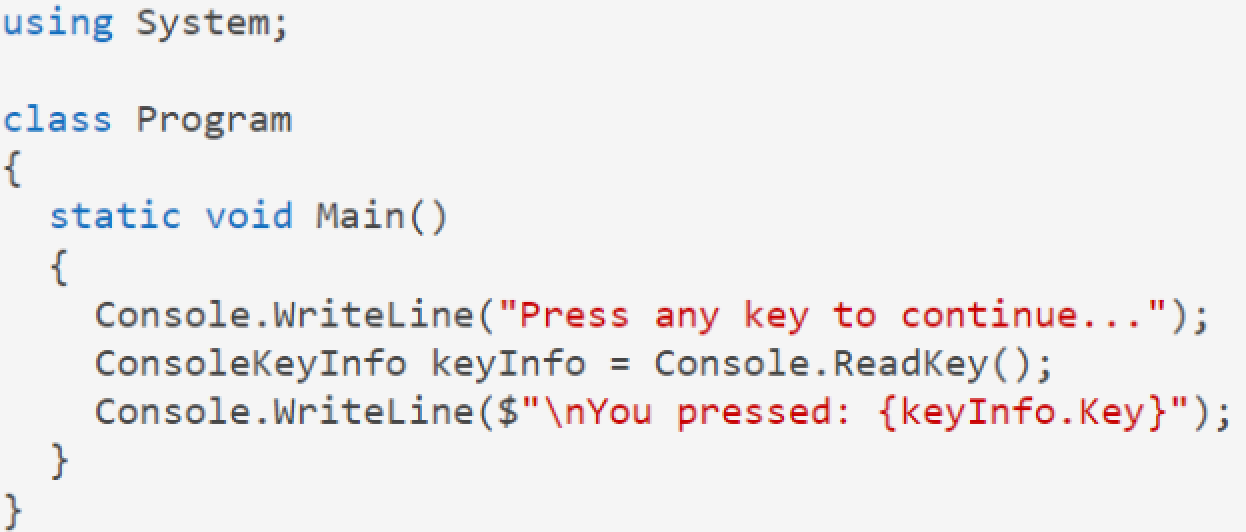 using System;

class Program
{
  static void Main()
  {
    Console.WriteLine("Press any key to continue...");
    ConsoleKeyInfo keyInfo = Console.ReadKey();
    Console.WriteLine($"\nYou pressed: {keyInfo.Key}");
  }
}